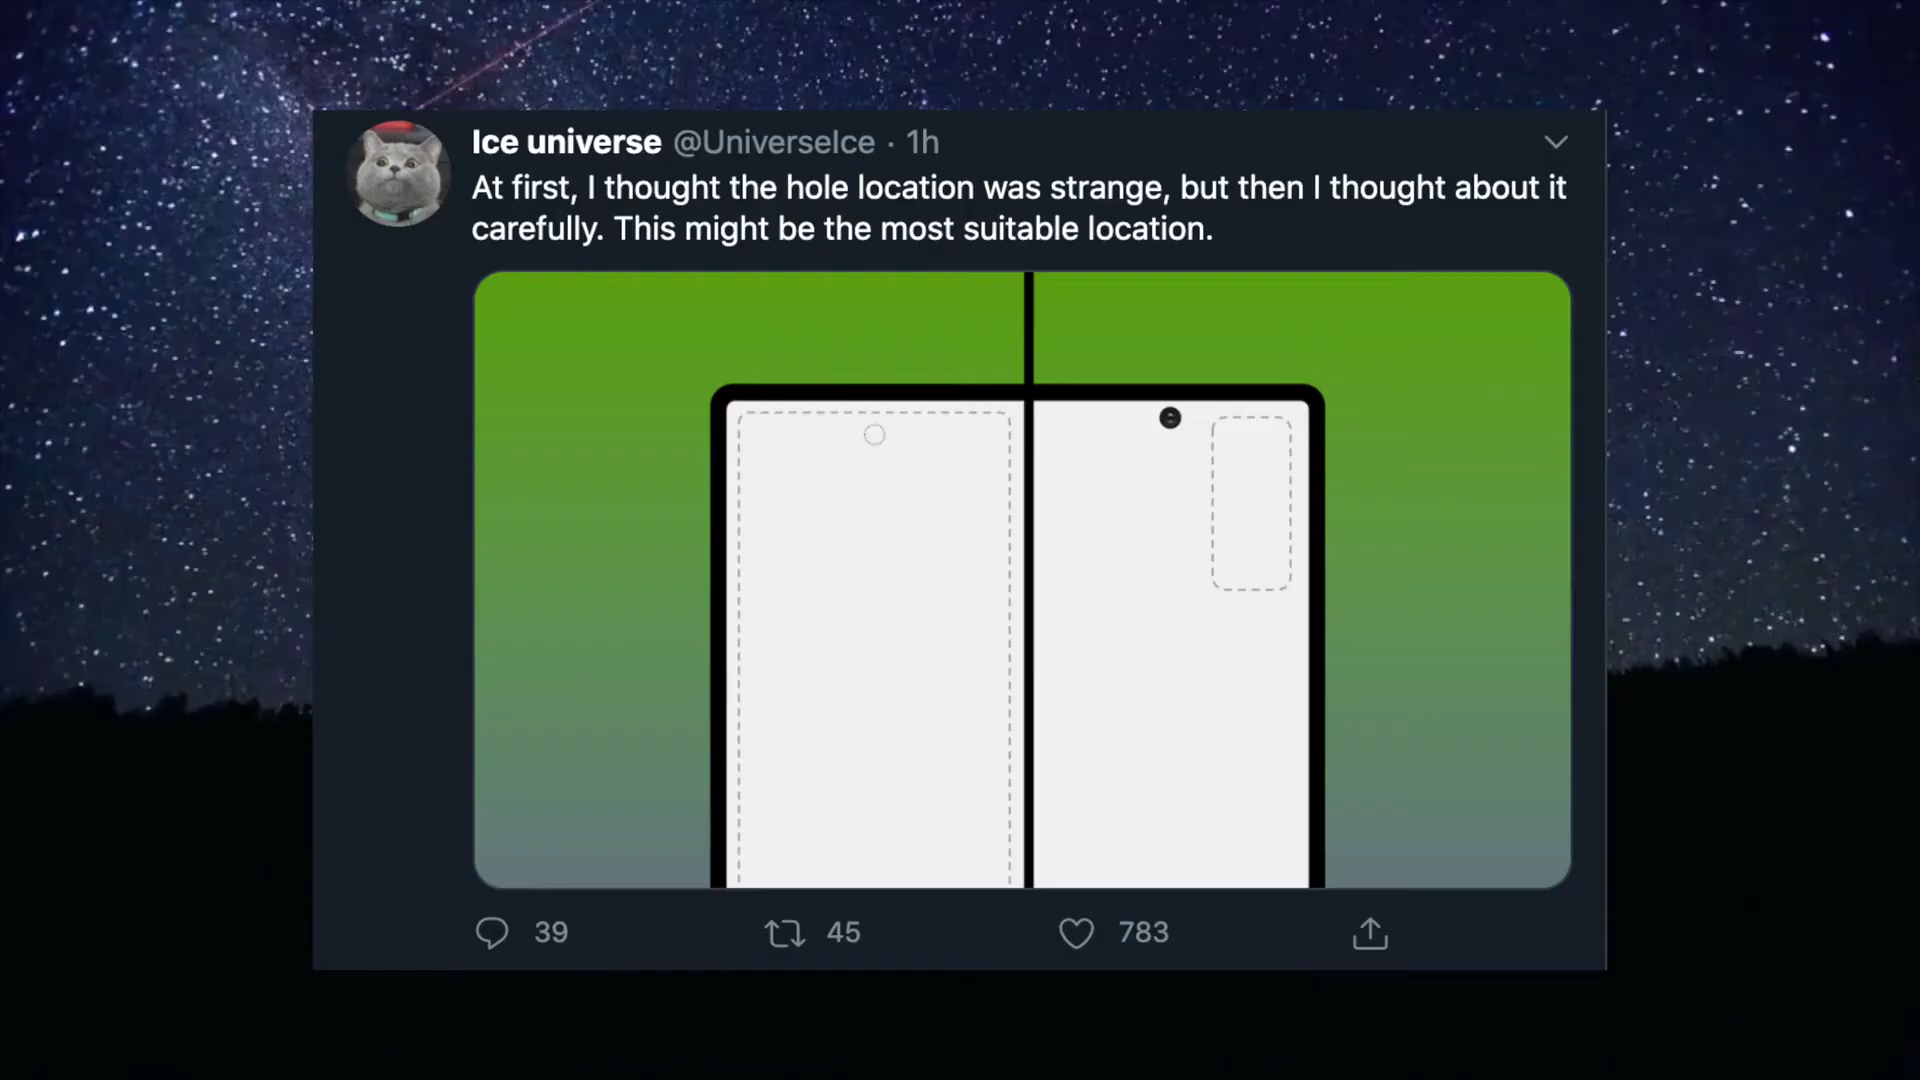 Ice universe @UniverseIce · 1h
At first, I thought the hole location was strange, but then I thought about it
carefully. This might be the most suitable location.
39 45 783